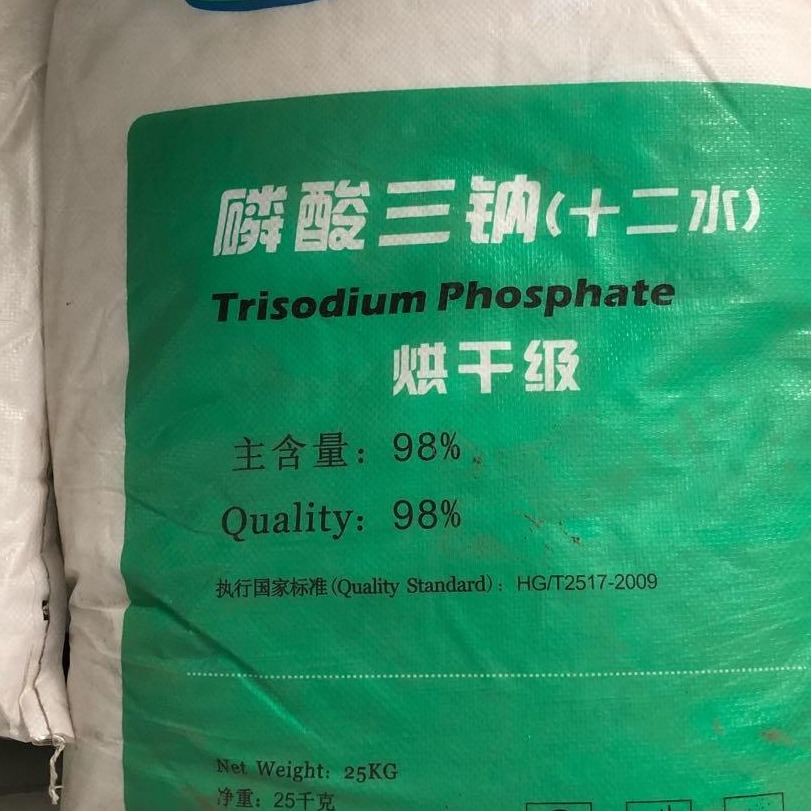 磷酸三钠(十二水)
Trisodium Phosphate
烘干级
主含量: 98%
Quality: 98%
执行国家标准(Quality Standard): HG/T2517-2009
Net Weight: 25KG
净重: 25千克